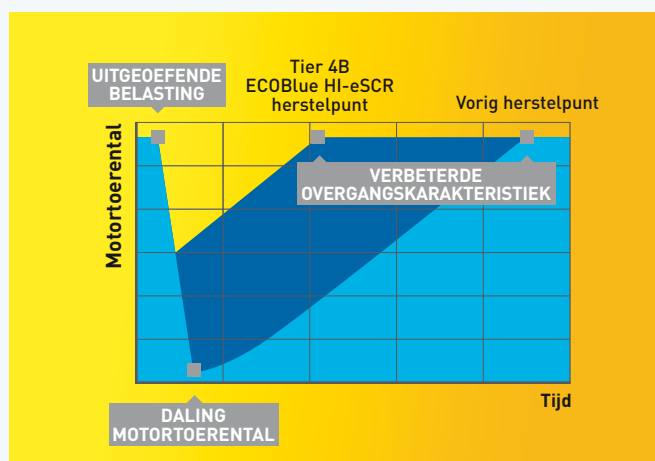 UITGEOEFENDE
BELASTING
Tier 4B
ECOBlue HI-eSCR
herstelpunt
Vorig herstelpunt
Motortoerental
VERBETERDE
OVERGANGSKARAKTERISTIEK
Tijd
DALING
MOTORTOERENTAL